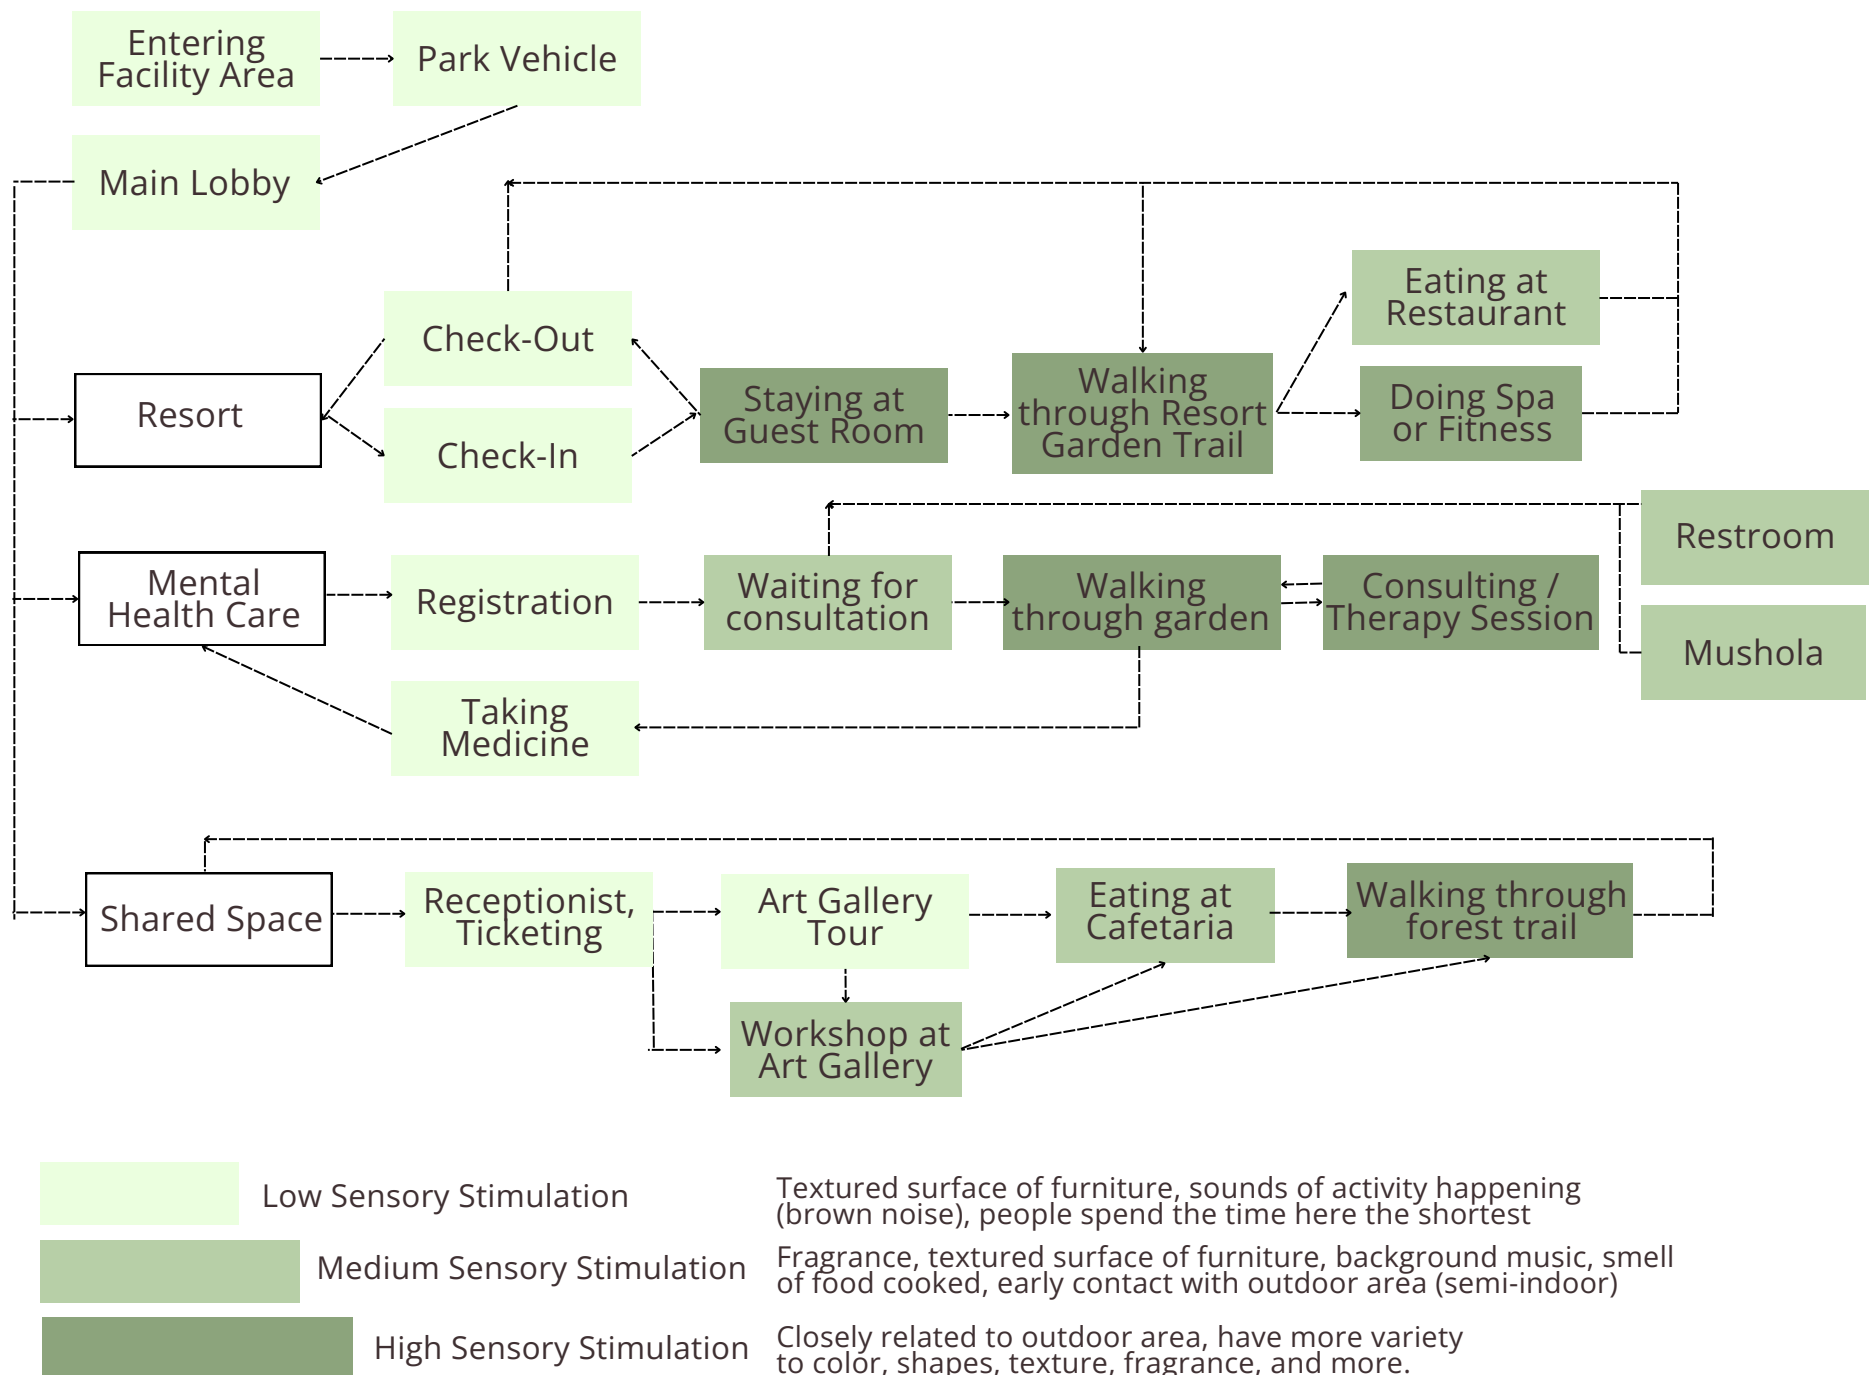 Entering
Facility Area
Park Vehicle
Main Lobby
Eating at
Restaurant
Check-Out
Resort
Check-In
Staying at
Guest Room
Walking
through Resort
Garden Trail
Doing Spa
or Fitness
Restroom
Mental
Health Care
Registration
Waiting for
consultation
Walking
through garden
Consulting /
Therapy Session
Mushola
Taking
Medicine
Shared Space
Receptionist,
Ticketing
Art Gallery
Tour
Eating at
Cafetaria
Walking through
forest trail
Workshop at
Art Gallery
Low Sensory Stimulation
Textured surface of furniture, sounds of activity happening
(brown noise), people spend the time here the shortest
Medium Sensory Stimulation
Fragrance, textured surface of furniture, background music, smell
of food cooked, early contact with outdoor area (semi-indoor)
High Sensory Stimulation
Closely related to outdoor area, have more variety
to color, shapes, texture, fragrance, and more.